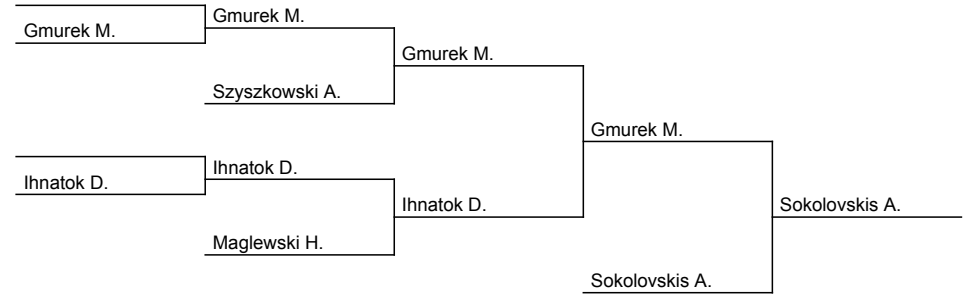 Gmurek M.
Gmurek M.
Gmurek M.
Szyszkowski A.
Gmurek M.
Ihnatok D.
Ihnatok D.
Ihnatok D.
Sokolovskis A.
Maglewski H.
Sokolovskis A.